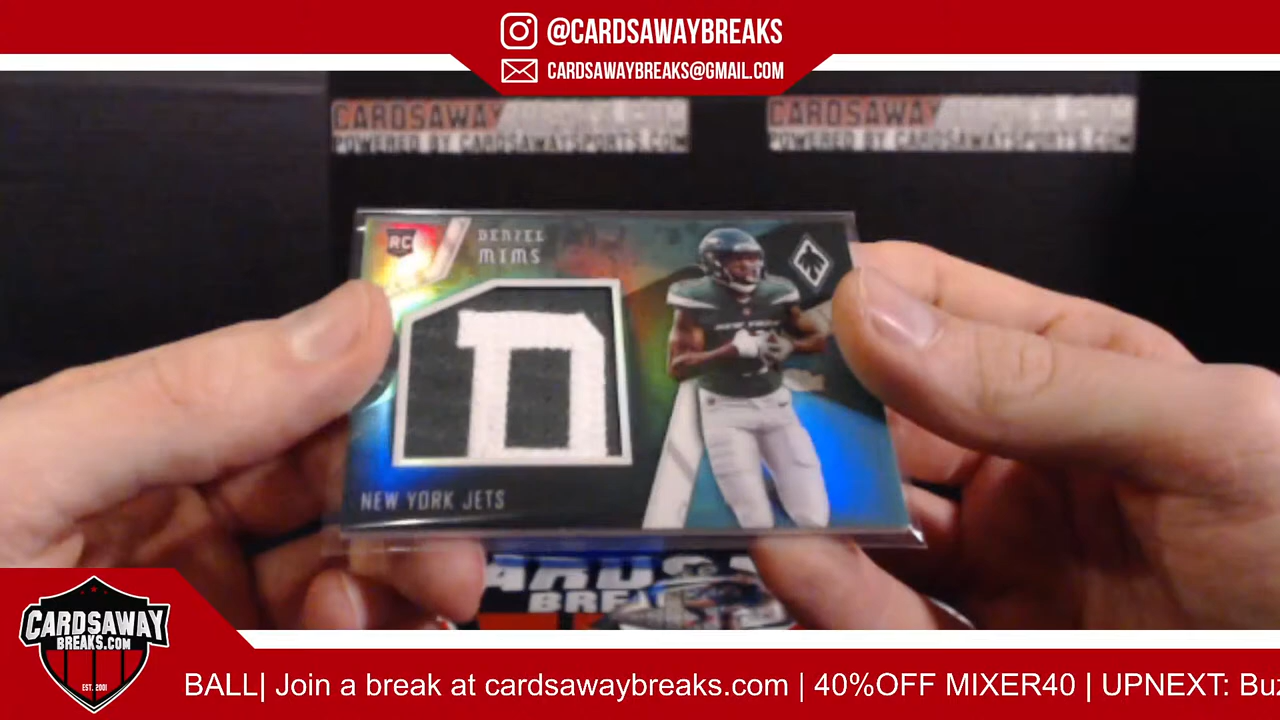 @CARDSAWAYBREAKS
CARDSAWAYBREAKS@GMAIL.COM
CARDSAWAY
CARDSAWAY
POWERED BY CARDSAWAYSPORTS.COM
POWERED BY CARDSAWAYSPORTS.COM
RC
DENZEL
MIMS
NEW YORK JETS
CARDSAWAY
BREAKS.COM
EST. 2001
BALL| Join a break at cardsawaybreaks.com | 40%OFF MIXER40 | UPNEXT: